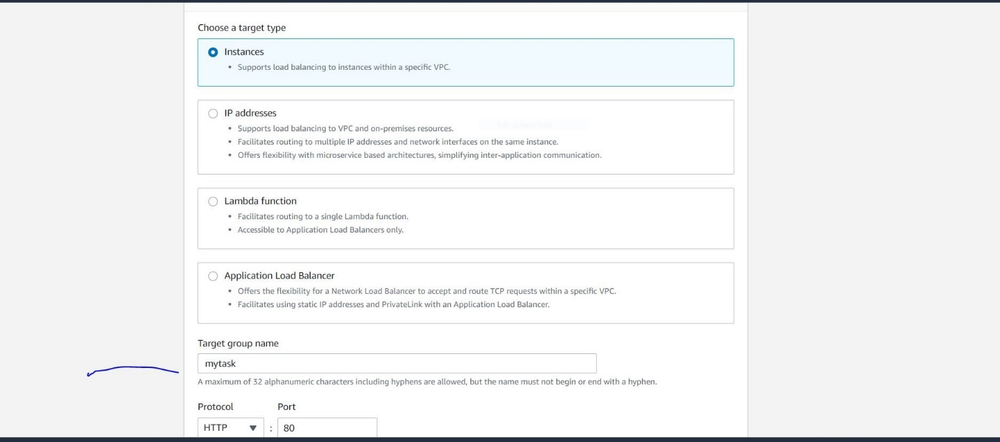 Choose a target type
Instances
• Supports load balancing to instances within a specific VPC.
IP addresses
• Supports load balancing to VPC and on-premises resources.
• Facilitates routing to multiple IP addresses and network interfaces on the same instance.
• Offers flexibility with microservice based architectures, simplifying inter-application communication.
Lambda function
• Facilitates routing to a single Lambda function.
• Accessible to Application Load Balancers only.
Application Load Balancer
• Offers the flexibility for a Network Load Balancer to accept and route TCP requests within a specific VPC.
• Facilitates using static IP addresses and PrivateLink with an Application Load Balancer.
Target group name
mytask
A maximum of 32 alphanumeric characters including hyphens are allowed, but the name must not begin or end with a hyphen.
Protocol Port
HTTP : 80